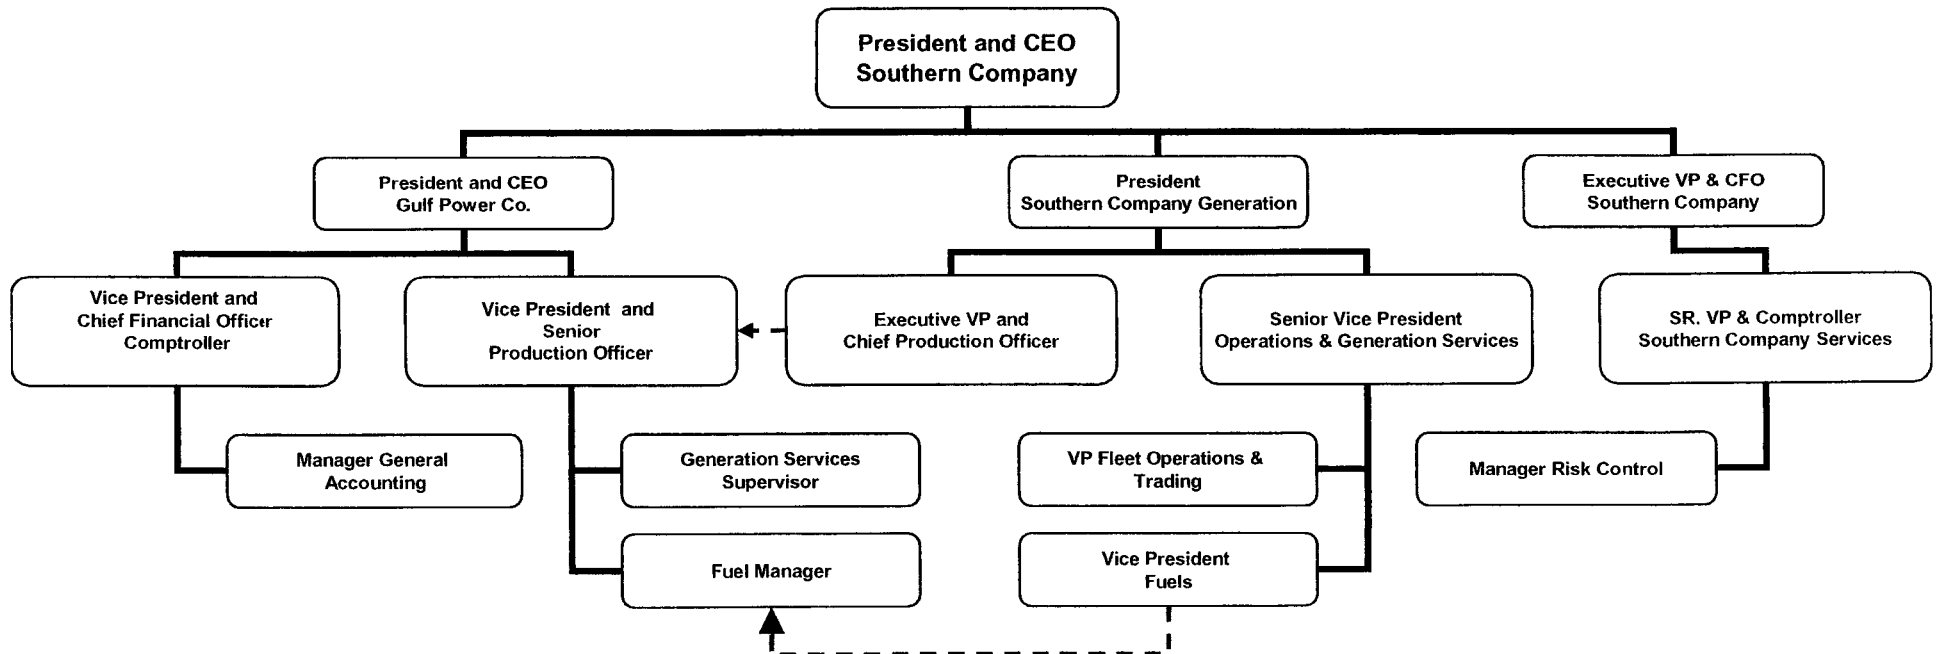 President and CEO
Southern Company
President and CEO
Gulf Power Co.
President
Southern Company Generation
Executive VP & CFO
Southern Company
Vice President and
Chief Financial Officer
Comptroller
Vice President and
Senior
Production Officer
Executive VP and
Chief Production Officer
Senior Vice President
Operations & Generation Services
SR. VP & Comptroller
Southern Company Services
Manager General
Accounting
Generation Services
Supervisor
VP Fleet Operations &
Trading
Manager Risk Control
Fuel Manager
Vice President
Fuels